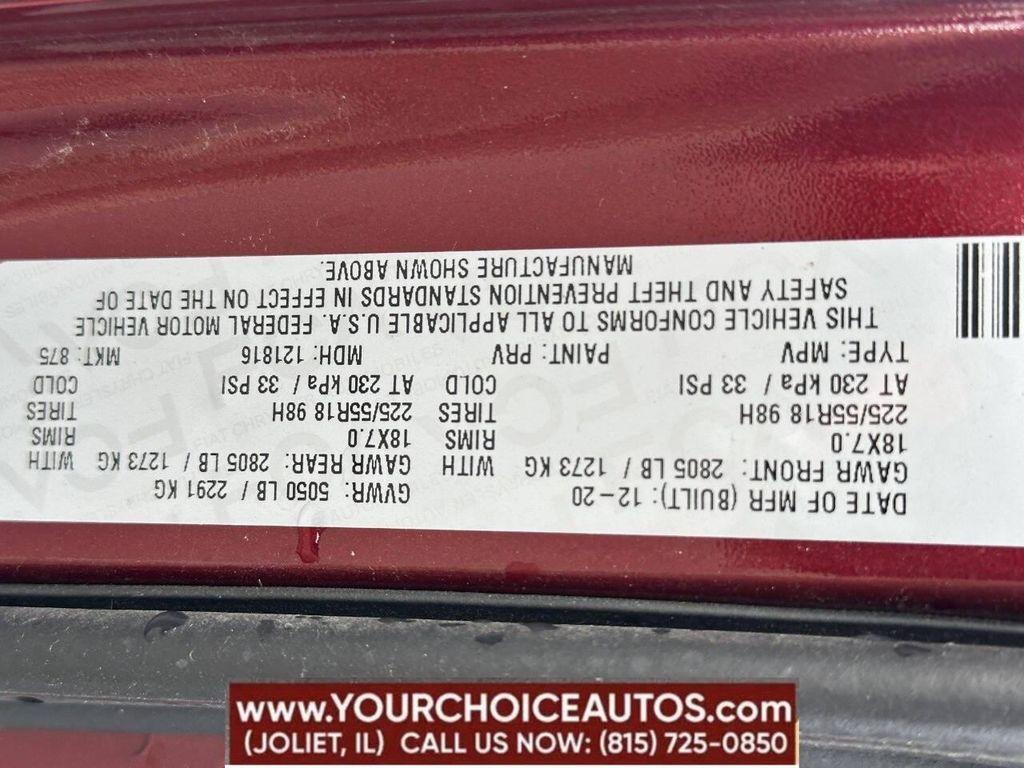 DATE OF MFR (BUILT): 12-20 GVWR: 5050 LB / 2291 KG
GAWR FRONT: 2805 LB / 1273 KG WITH GAWR REAR: 2805 LB / 1273 KG WITH
18X7.0 RIMS 18X7.0 RIMS
225/55R18 98H TIRES 225/55R18 98H TIRES
AT 230 kPa / 33 PSI COLD AT 230 kPa / 33 PSI COLD
TYPE: MPV PAINT: PRV MDH: 121816 MKT: 875
THIS VEHICLE CONFORMS TO ALL APPLICABLE U.S.A. FEDERAL MOTOR VEHICLE
SAFETY AND THEFT PREVENTION STANDARDS IN EFFECT ON THE DATE OF
MANUFACTURE SHOWN ABOVE.
www.YOURCHOICEAUTOS.com
(JOLIET, IL) CALL US NOW: (815) 725-0850